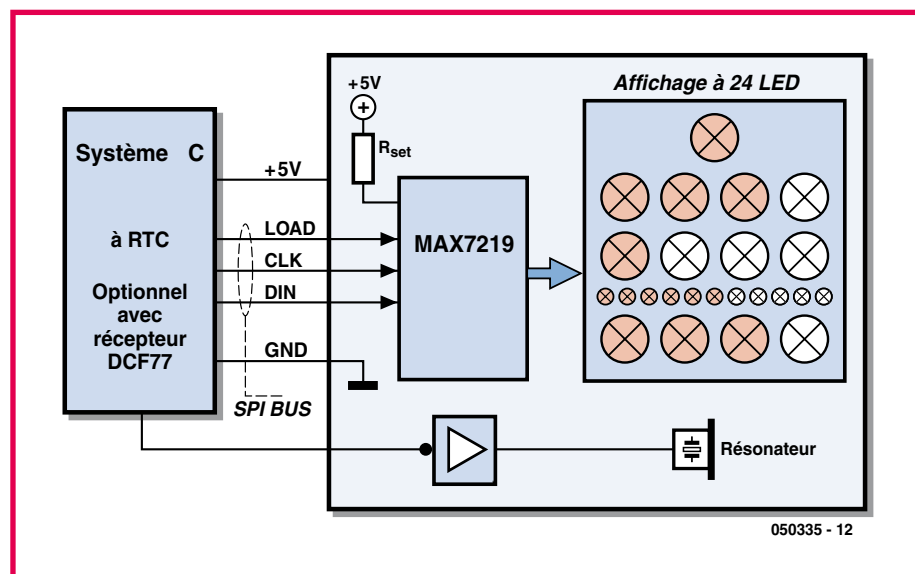 Système C
à RTC
Optionnel
avec
récepteur
DCF77
+5V
LOAD
CLK
DIN
GND
SPI BUS
+5V
Rset
MAX7219
Affichage à 24 LED
Résonateur
050335 - 12